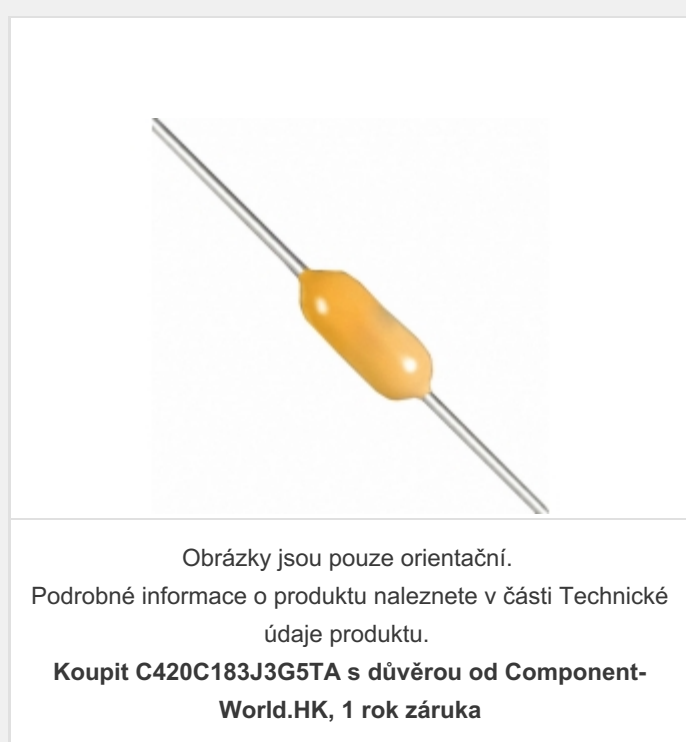 Obrázky jsou pouze orientační.
Podrobné informace o produktu naleznete v části Technické
údaje produktu.
Koupit C420C183J3G5TA s důvěrou od Component-
World.HK, 1 rok záruka